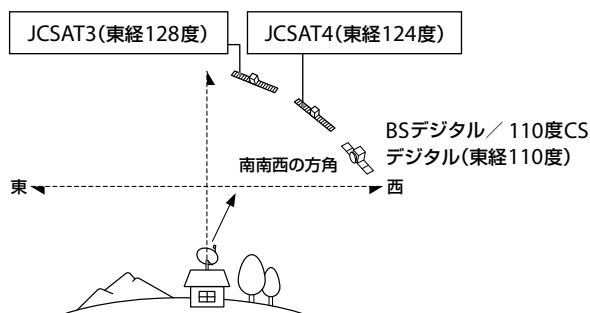 JCSAT3(東経128度)
JCSAT4(東経124度)
BSデジタル／ 110度CS
デジタル(東経110度)
南南西の方角
東
西